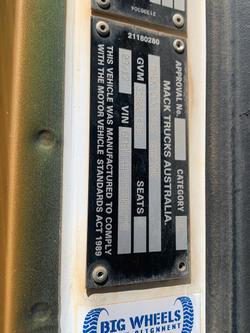 21180280
APPROVAL No.
CATEGORY
MACK TRUCKS AUSTRALIA.
GVM
SEATS
VIN
THIS VEHICLE WAS MANUFACTURED TO COMPLY
WITH THE MOTOR VEHICLE STANDARDS ACT 1989
BIG WHEELS
ALIGNMENT